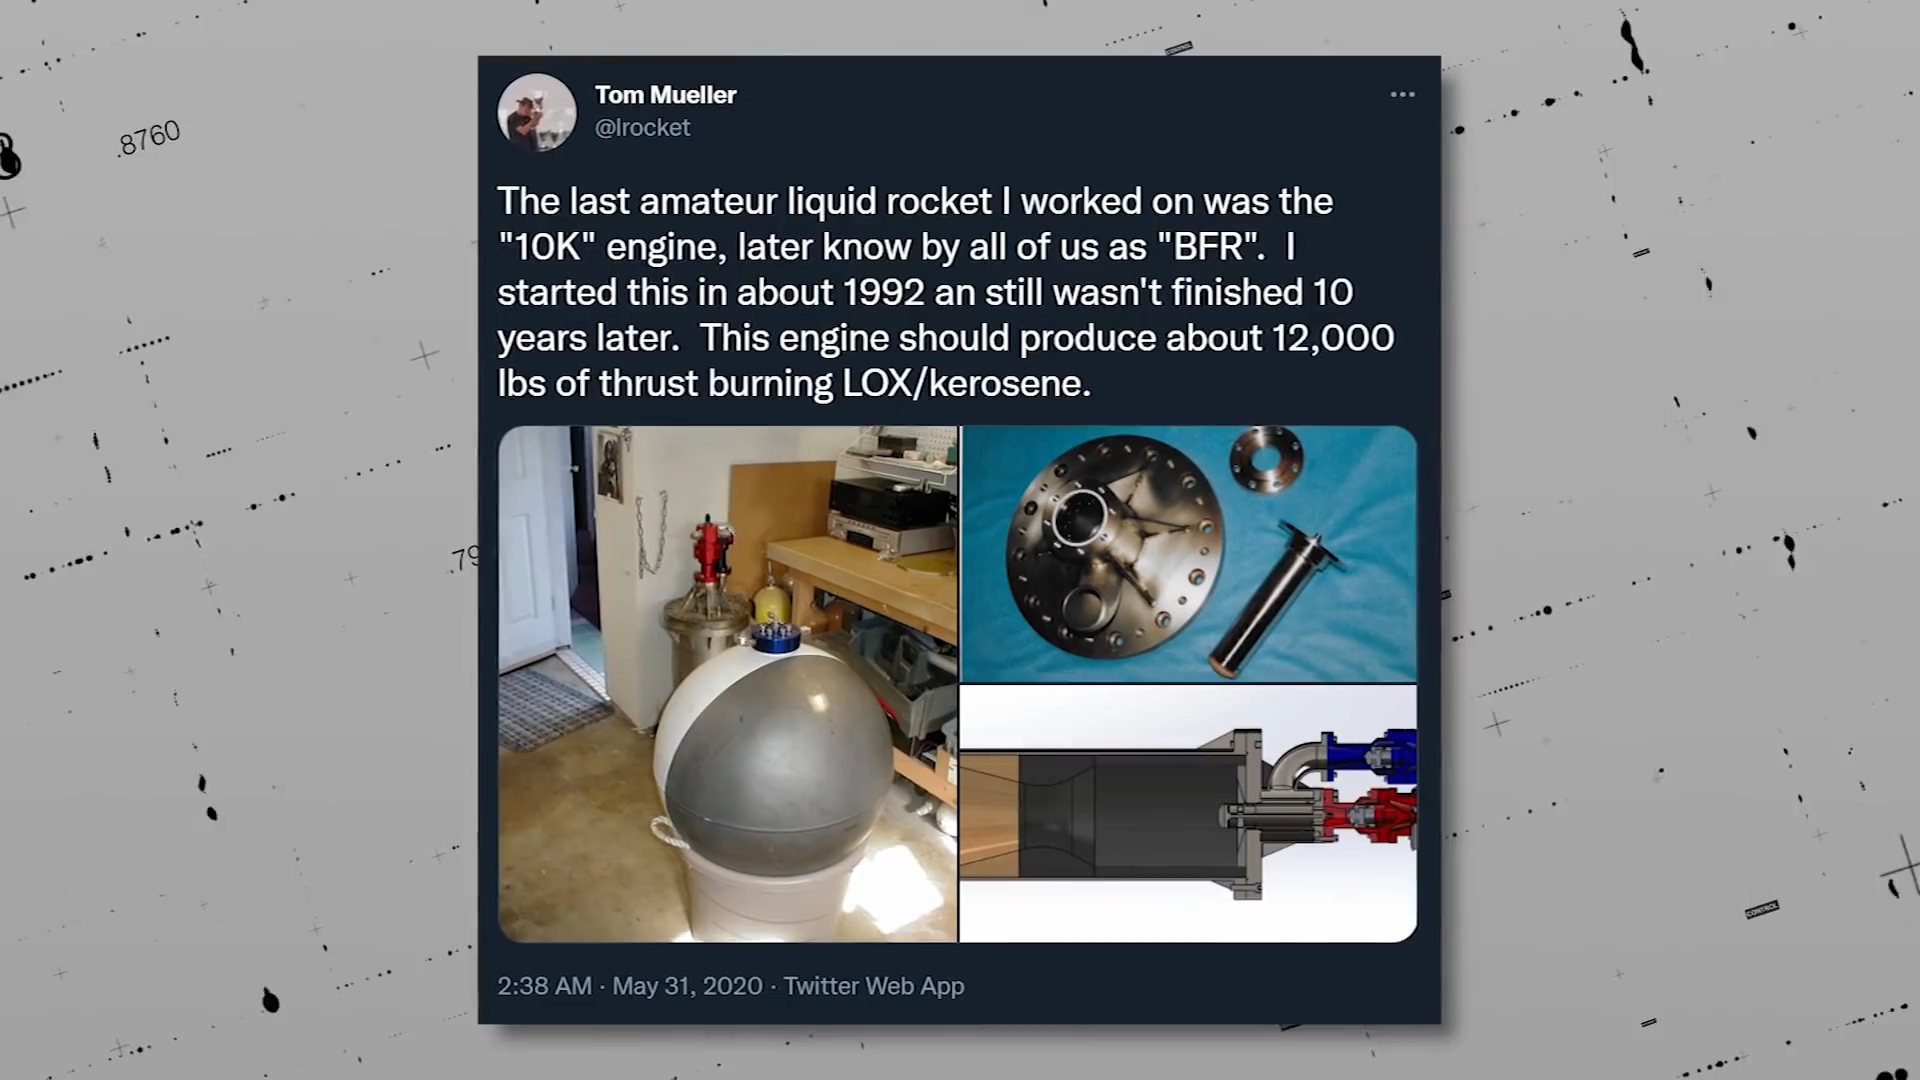 .8760
CONTROL
Tom Mueller
@lrocket
The last amateur liquid rocket I worked on was the
"10K" engine, later know by all of us as "BFR".  I
started this in about 1992 an still wasn't finished 10
years later.  This engine should produce about 12,000
lbs of thrust burning LOX/kerosene.
.79
2:38 AM · May 31, 2020 · Twitter Web App
CONTROL